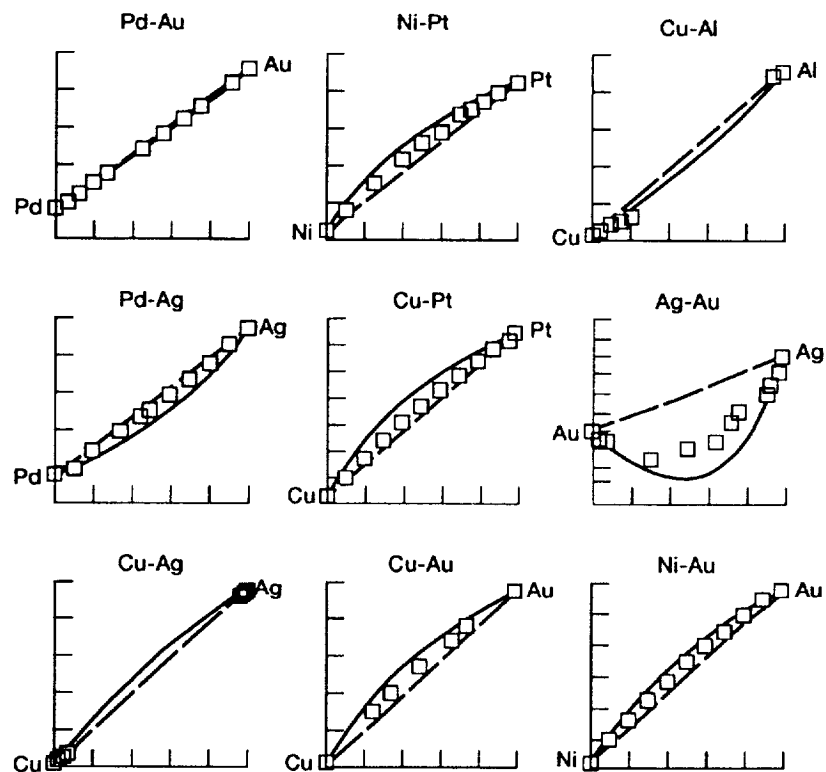 Pd-Au
Ni-Pt
Cu-Al
Au
Pt
Al
Pd
Ni
Cu
Pd-Ag
Cu-Pt
Ag-Au
Ag
Pt
Ag
Au
Pd
Cu
Cu-Ag
Cu-Au
Ni-Au
Ag
Au
Au
Cu
Cu
Ni